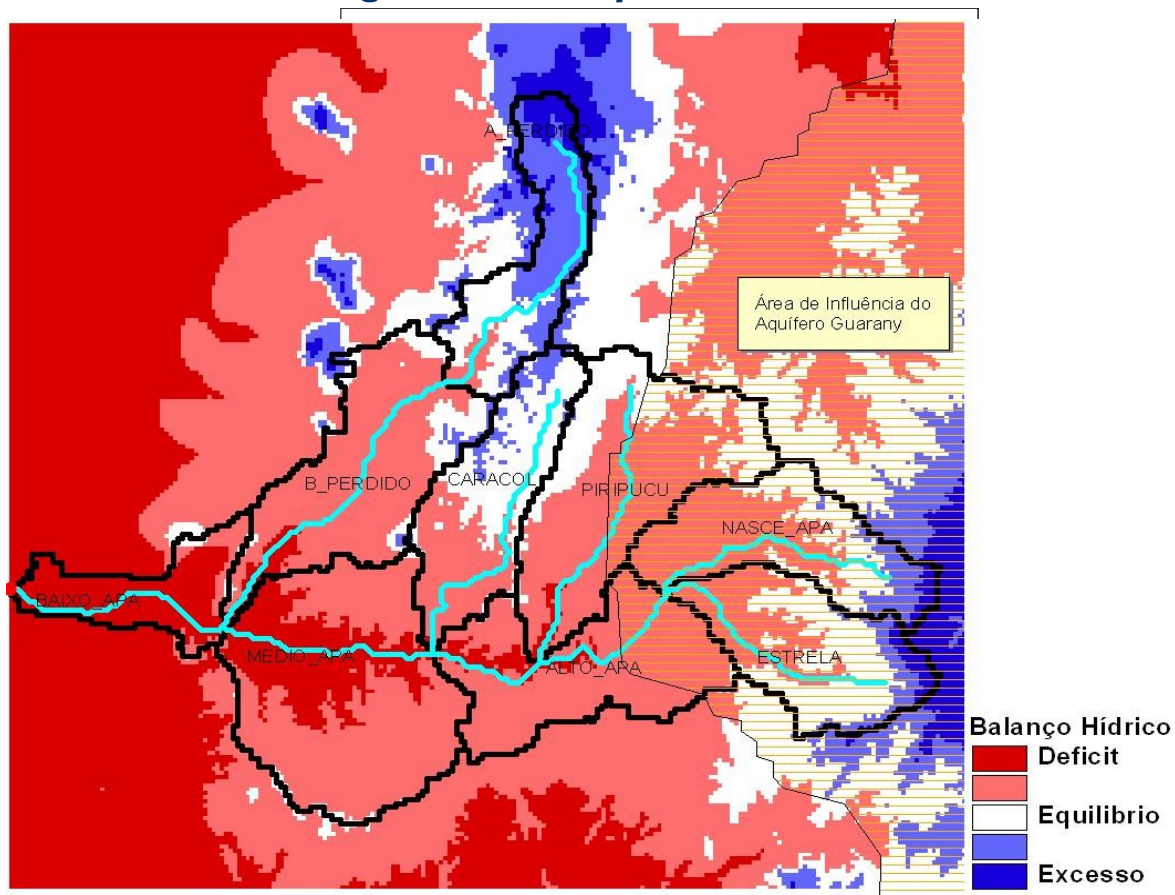 A_PERDIDO
Área de Influência do
Aquífero Guarany
B_PERDIDO
CARACOL
PIRIPUCU
NASCE_APA
BAIXO_APA
MEDIO_APA
ALTO_APA
ESTRELA
Balanço Hídrico
Deficit
Equilibrio
Excesso